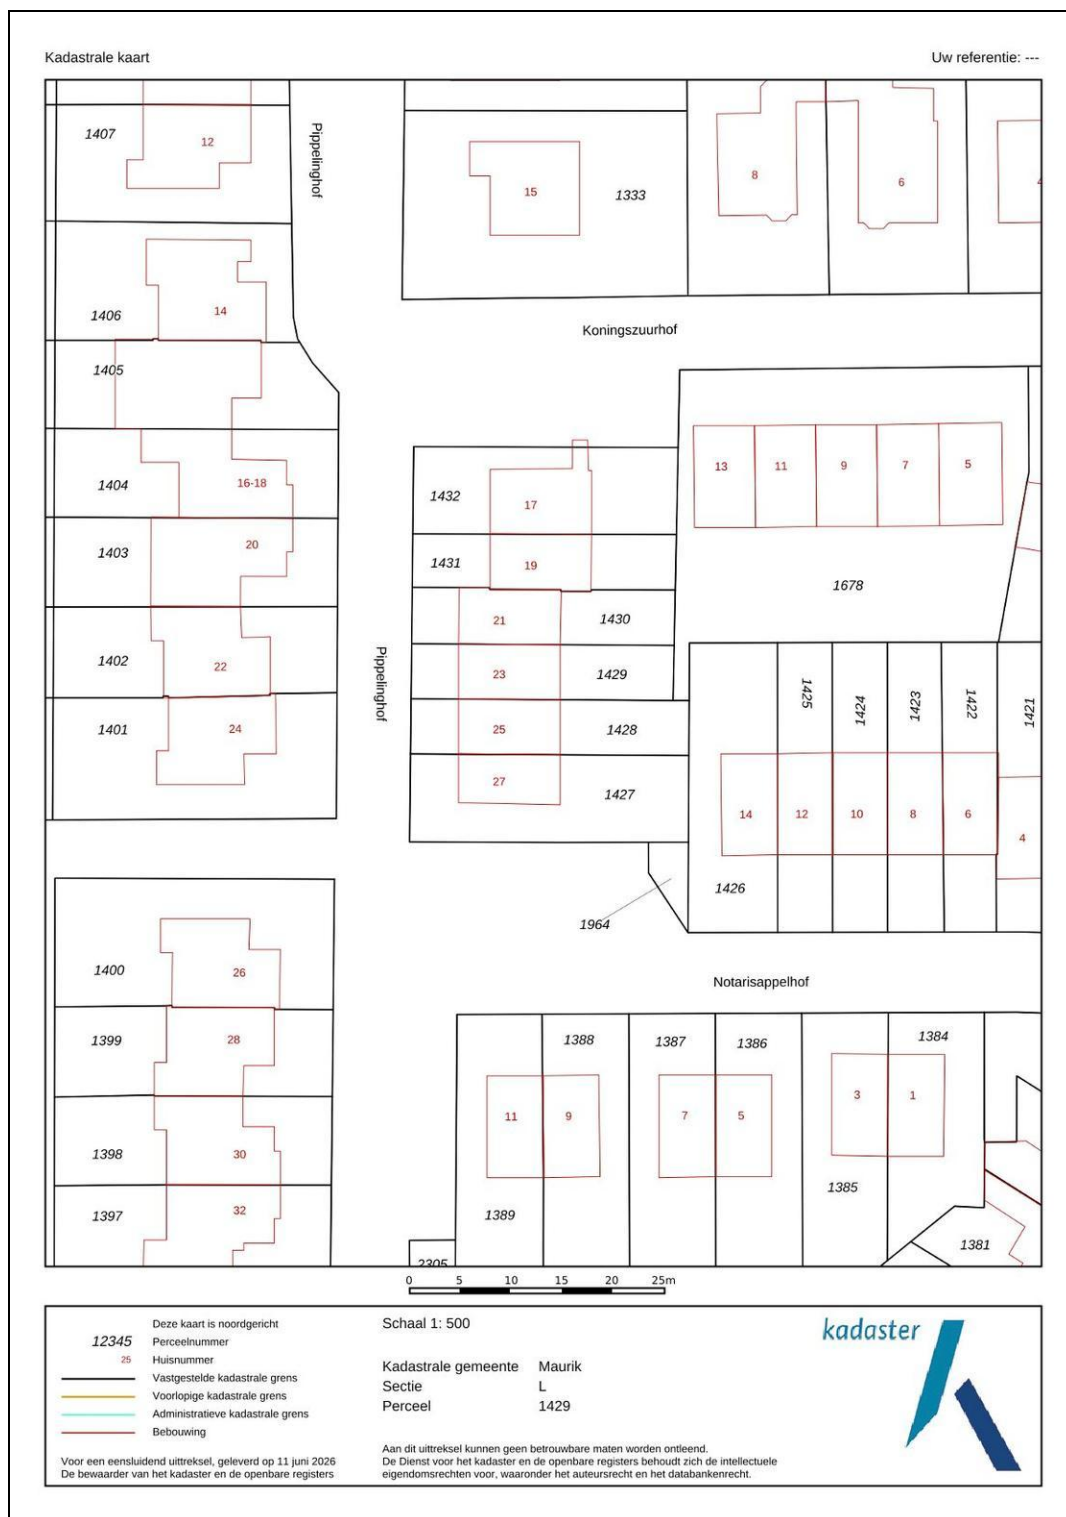 Kadastrale kaart
Uw referentie: ---
1407
12
Pippelinghof
15
1333
8
6
4
14
1406
Koningszuurhof
1405
1404
16-18
1432
17
13
11
9
7
5
1403
20
1431
19
1678
21
1430
1402
22
23
1429
Pippelinghof
1425
1424
1423
1422
1421
1401
24
25
1428
27
1427
14
12
10
8
6
4
1426
1964
1400
26
Notarisappelhof
1399
28
1388
1387
1386
1384
11
9
7
5
3
1
1398
30
1389
1385
1397
32
1381
2305
0 5 10 15 20 25m
Deze kaart is noordgericht
12345 Perceelnummer
25 Huisnummer
Vastgestelde kadastrale grens
Voorlopige kadastrale grens
Administratieve kadastrale grens
Bebouwing
Voor een eensluidend uittreksel, geleverd op 11 juni 2026
De bewaarder van het kadaster en de openbare registers
Schaal 1: 500
Kadastrale gemeente Maurik
Sectie L
Perceel 1429
Aan dit uittreksel kunnen geen betrouwbare maten worden ontleend.
De Dienst voor het kadaster en de openbare registers behoudt zich de intellectuele
eigendomsrechten voor, waaronder het auteursrecht en het databankenrecht.
kadaster